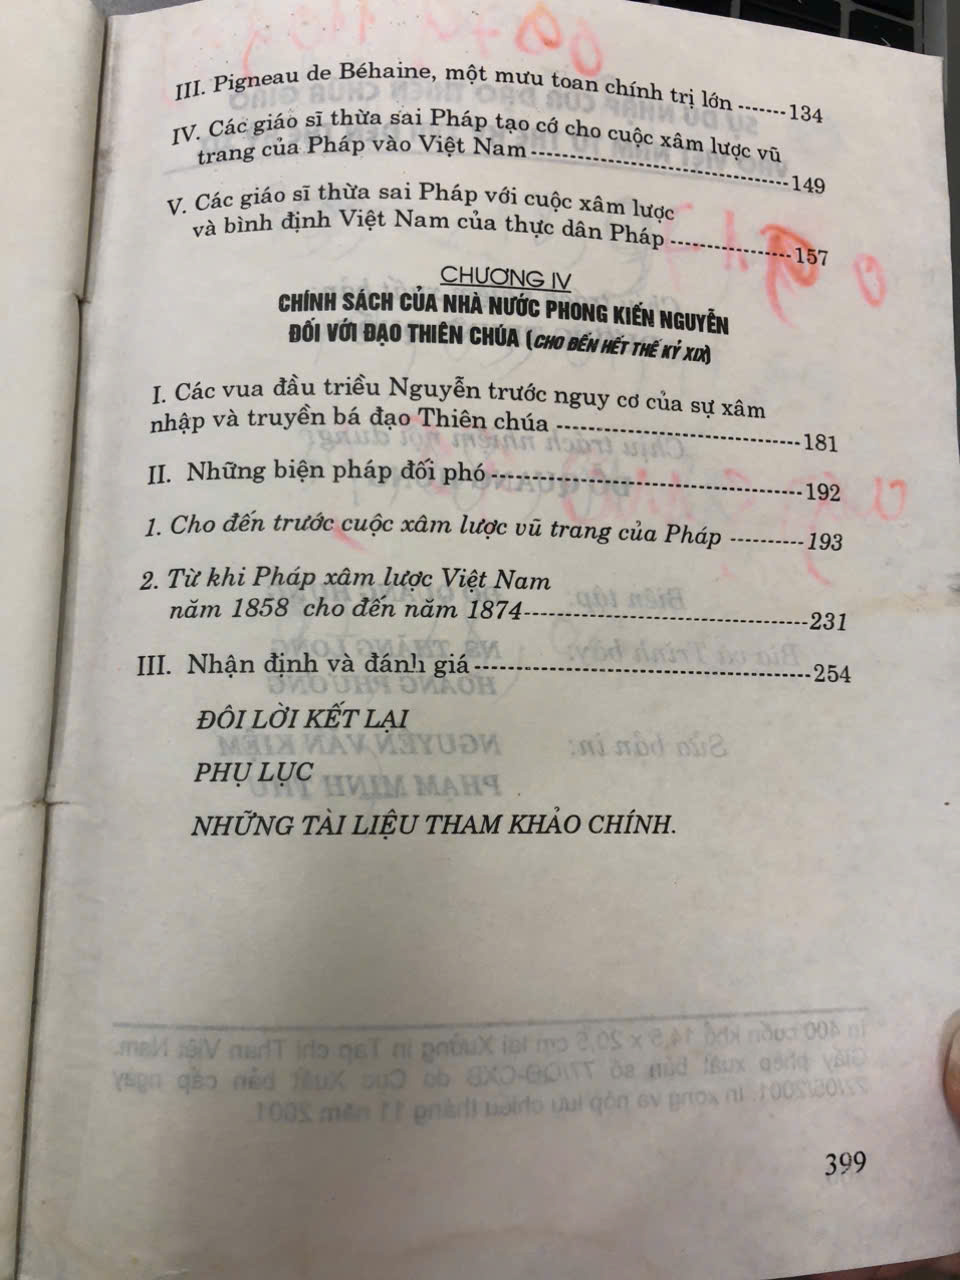 III. Pigneau de Béhaine, một mưu toan chính trị lớn -------134
IV. Các giáo sĩ thừa sai Pháp tạo cớ cho cuộc xâm lược vũ
trang của Pháp vào Việt Nam-----------------------------------149
V. Các giáo sĩ thừa sai Pháp với cuộc xâm lược
và bình định Việt Nam của thực dân Pháp -----------------157
CHƯƠNG IV
CHÍNH SÁCH CỦA NHÀ NƯỚC PHONG KIẾN NGUYỄN
ĐỐI VỚI ĐẠO THIÊN CHÚA (CHO ĐẾN HẾT THẾ KỶ XIX)
I. Các vua đầu triều Nguyễn trước nguy cơ của sự xâm
nhập và truyền bá đạo Thiên chúa ----------------------------------181
II. Những biện pháp đối phó ------------------------------------------192
1. Cho đến trước cuộc xâm lược vũ trang của Pháp ----------193
2. Từ khi Pháp xâm lược Việt Nam
năm 1858 cho đến năm 1874---------------------------------------231
III. Nhận định và đánh giá----------------------------------------------254
ĐÔI LỜI KẾT LẠI
PHỤ LỤC
NHỮNG TÀI LIỆU THAM KHẢO CHÍNH.
399